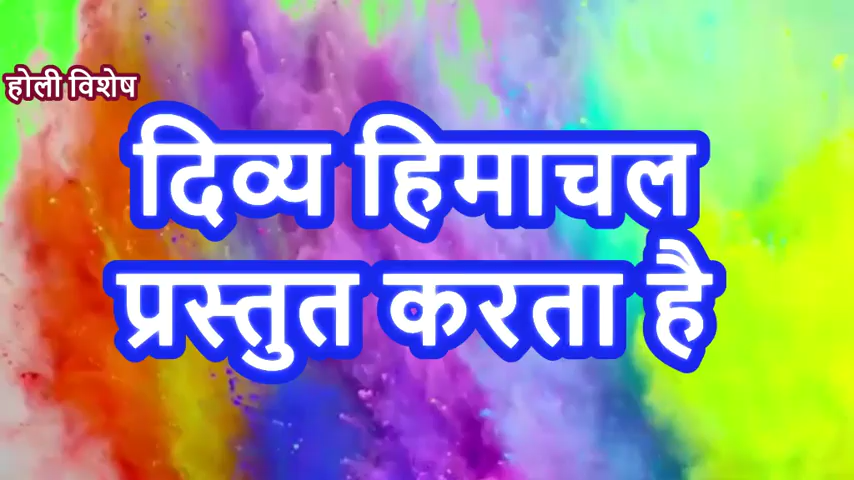 होली विशेष
दिव्य हिमाचल
प्रस्तुत करता है